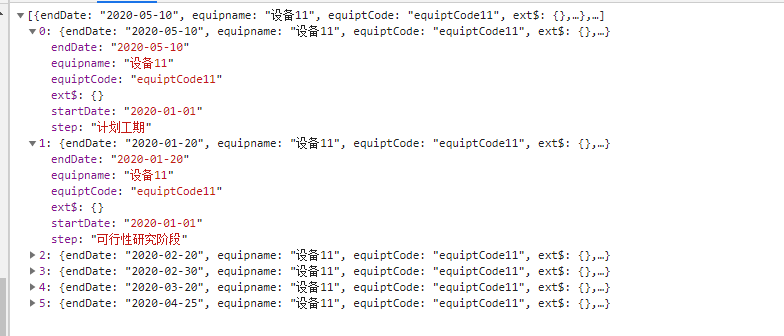 [{endDate: "2020-05-10", equipname: "设备11", equiptCode: "equiptCode11", ext$: {},…},…]
0: {endDate: "2020-05-10", equipname: "设备11", equiptCode: "equiptCode11", ext$: {},…}
endDate: "2020-05-10"
equipname: "设备11"
equiptCode: "equiptCode11"
ext$: {}
startDate: "2020-01-01"
step: "计划工期"
1: {endDate: "2020-01-20", equipname: "设备11", equiptCode: "equiptCode11", ext$: {},…}
endDate: "2020-01-20"
equipname: "设备11"
equiptCode: "equiptCode11"
ext$: {}
startDate: "2020-01-01"
step: "可行性研究阶段"
2: {endDate: "2020-02-20", equipname: "设备11", equiptCode: "equiptCode11", ext$: {},…}
3: {endDate: "2020-02-30", equipname: "设备11", equiptCode: "equiptCode11", ext$: {},…}
4: {endDate: "2020-03-20", equipname: "设备11", equiptCode: "equiptCode11", ext$: {},…}
5: {endDate: "2020-04-25", equipname: "设备11", equiptCode: "equiptCode11", ext$: {},…}